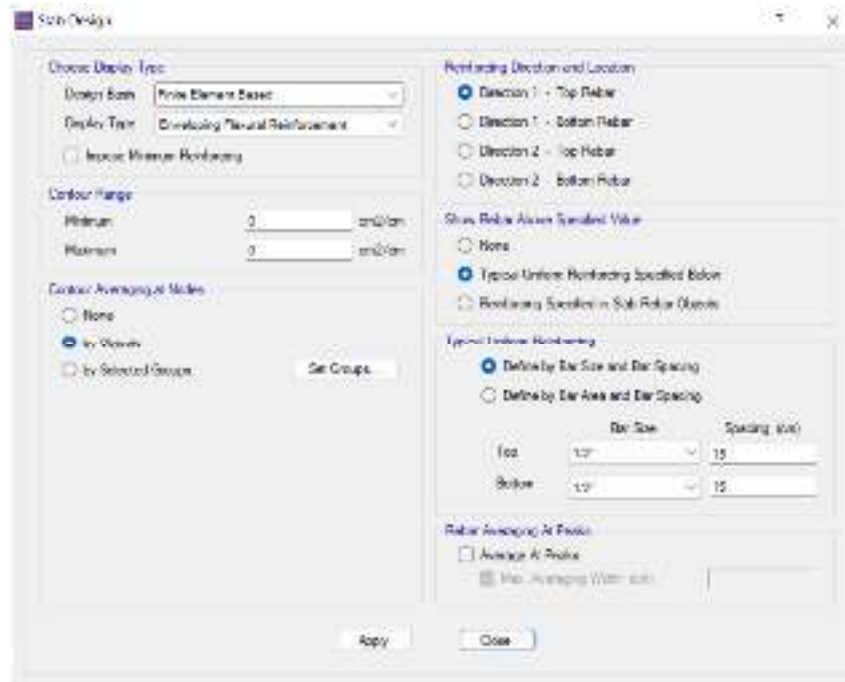 Slab Design
Choose Display Type
Design Basis Finite Element Based
Display Type Enveloping Flexural Reinforcement
Impose Minimum Reinforcing
Contour Range
Minimum 0 cm2/cm
Maximum 0 cm2/cm
Contour Averaging at Nodes
None
by Objects
by Selected Groups Set Groups...
Reinforcing Direction and Location
Direction 1 - Top Rebar
Direction 1 - Bottom Rebar
Direction 2 - Top Rebar
Direction 2 - Bottom Rebar
Show Rebar Above Specified Value
None
Typical Uniform Reinforcing Specified Below
Reinforcing Specified in Slab Rebar Objects
Typical Uniform Reinforcing
Define by Bar Size and Bar Spacing
Define by Bar Area and Bar Spacing
Bar Size Spacing (cm)
Top 1/2" 15
Bottom 1/2" 15
Rebar Averaging At Peaks
Average At Peaks
Max. Averaging Width (cm)
Apply Close